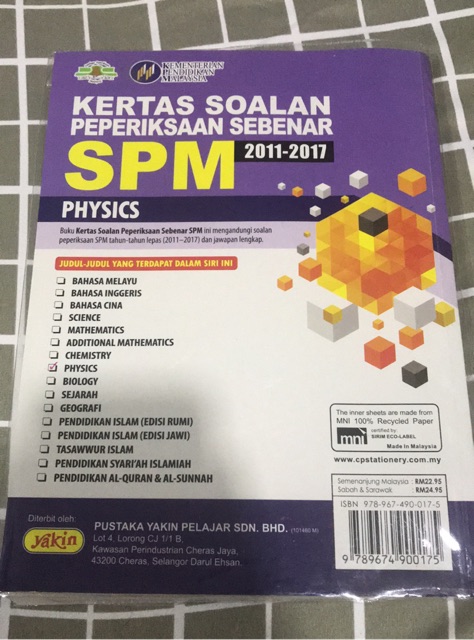 KEMENTERIAN
PENDIDIKAN
MALAYSIA
KERTAS SOALAN
PEPERIKSAAN SEBENAR
SPM 2011-2017
PHYSICS
Buku Kertas Soalan Peperiksaan Sebenar SPM ini mengandungi soalan
peperiksaan SPM tahun-tahun lepas (2011–2017) dan jawapan lengkap.
JUDUL-JUDUL YANG TERDAPAT DALAM SIRI INI
BAHASA MELAYU
BAHASA INGGERIS
BAHASA CINA
SCIENCE
MATHEMATICS
ADDITIONAL MATHEMATICS
CHEMISTRY
PHYSICS
BIOLOGY
SEJARAH
GEOGRAFI
PENDIDIKAN ISLAM (EDISI RUMI)
PENDIDIKAN ISLAM (EDISI JAWI)
TASAWWUR ISLAM
PENDIDIKAN SYARI'AH ISLAMIAH
PENDIDIKAN AL-QURAN & AL-SUNNAH
The inner sheets are made from
MNI 100% Recycled Paper
mni
certified by
SIRIM ECO-LABEL
Made in Malaysia
www.cpstationery.com.my
Semenanjung Malaysia : RM22.95
Sabah & Sarawak : RM24.95
ISBN 978-967-490-017-5
9 789674 900175
Diterbit oleh:
yakin
PUSTAKA YAKIN PELAJAR SDN. BHD. (101460 M)
Lot 4, Lorong CJ 1/1 B,
Kawasan Perindustrian Cheras Jaya,
43200 Cheras, Selangor Darul Ehsan.